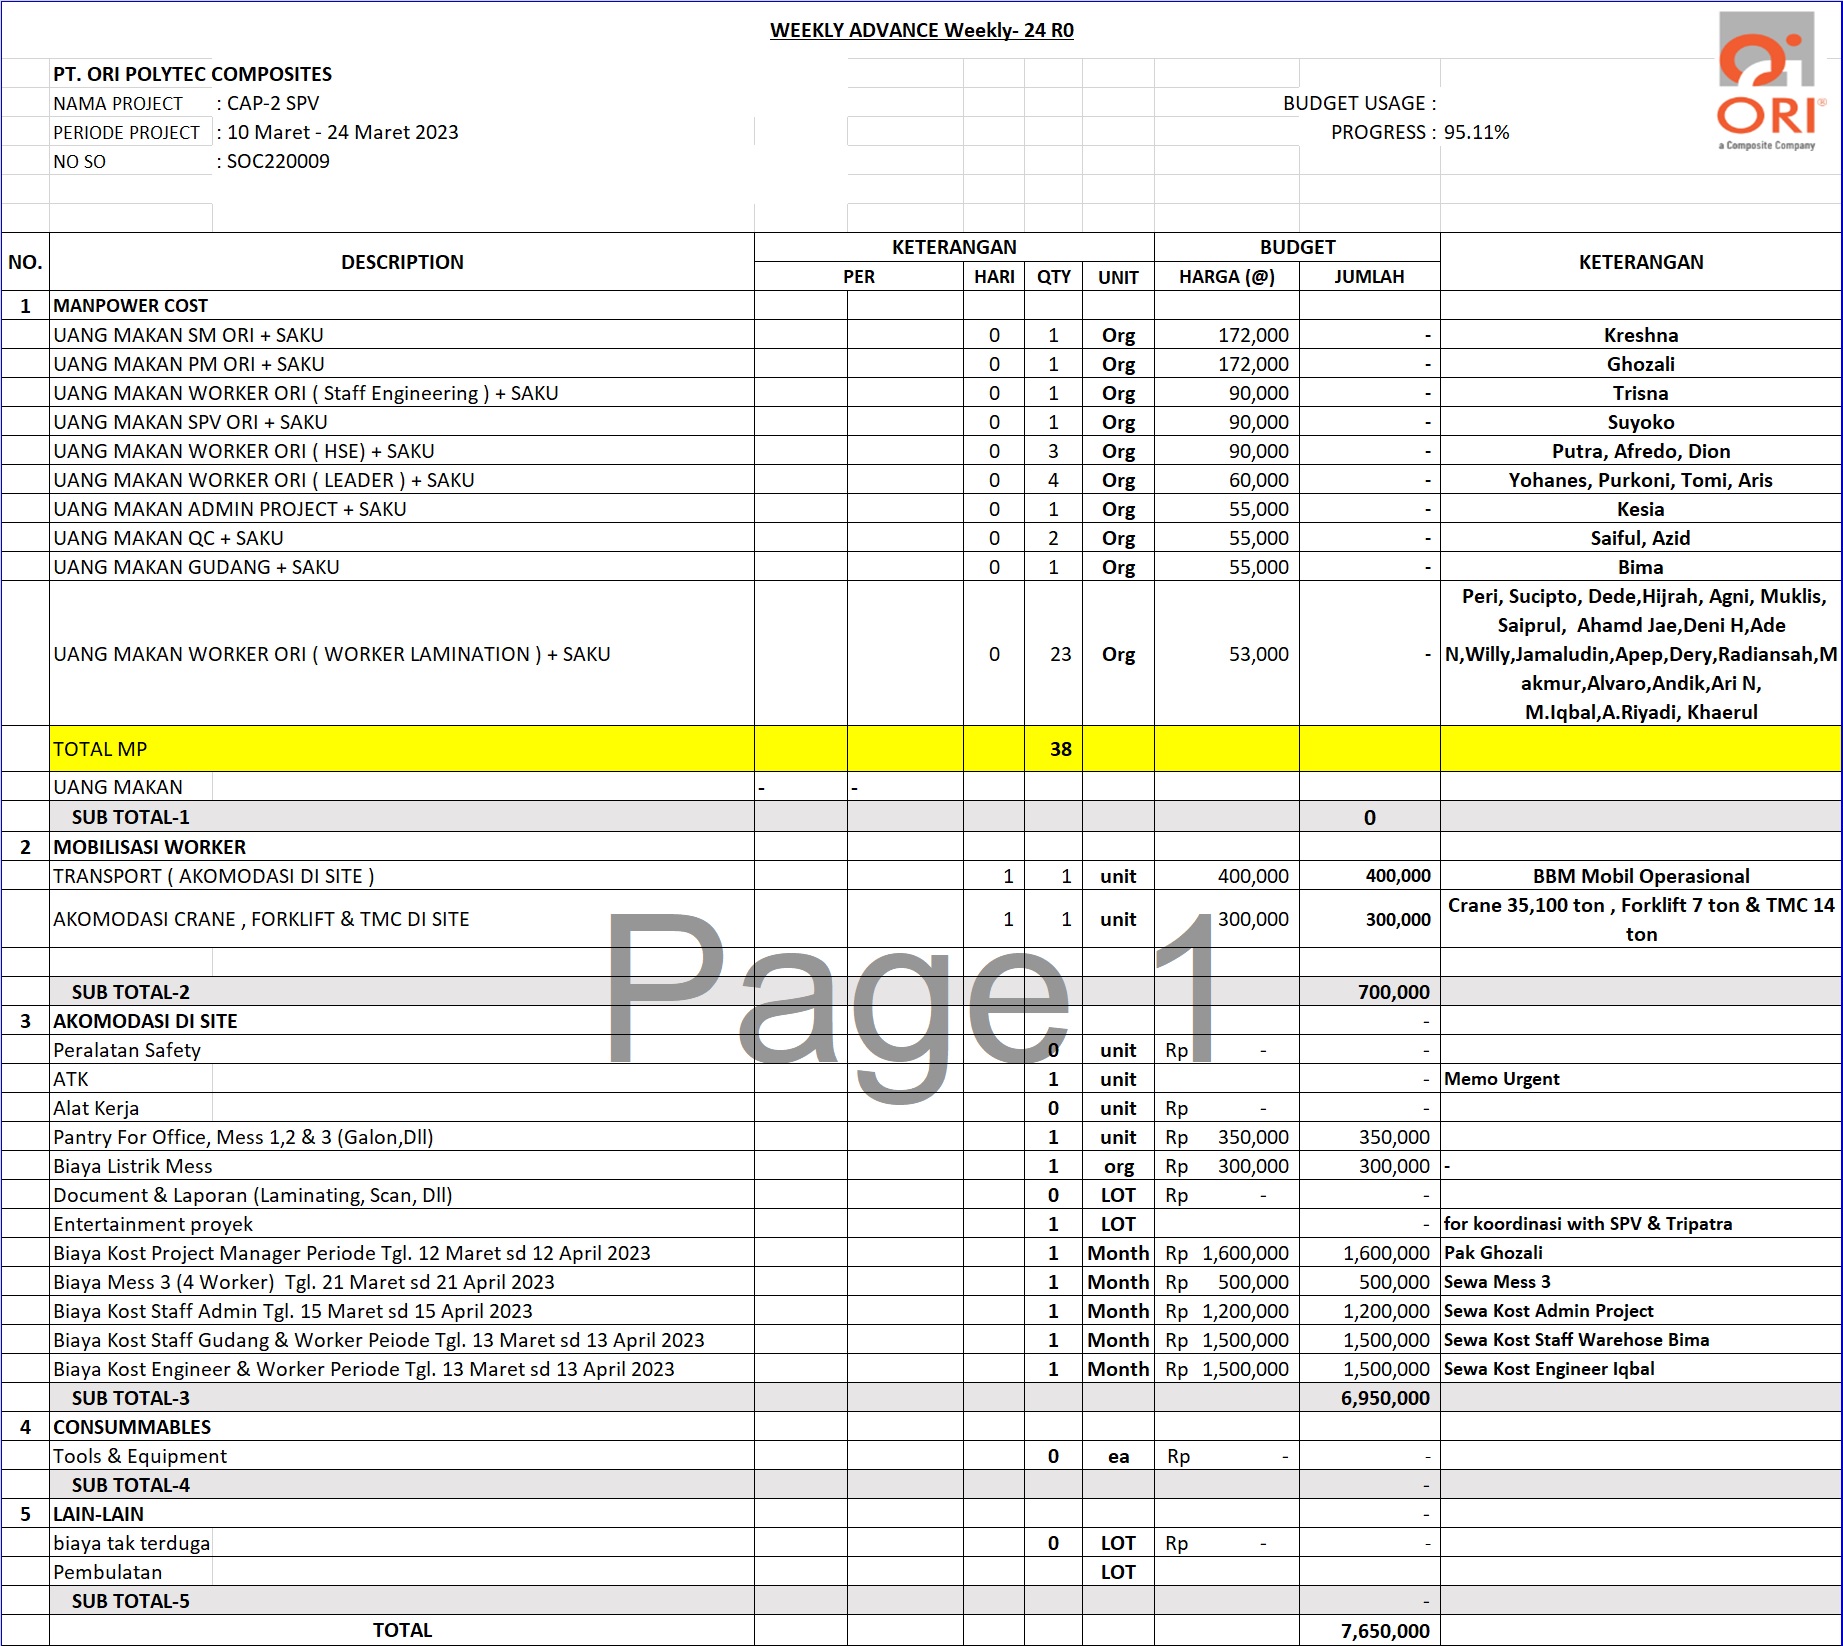 WEEKLY ADVANCE Weekly- 24 R0
ORI®
a Composite Company
PT. ORI POLYTEC COMPOSITES
NAMA PROJECT : CAP-2 SPV BUDGET USAGE :
PERIODE PROJECT : 10 Maret - 24 Maret 2023 PROGRESS : 95.11%
NO SO : SOC220009
NO. DESCRIPTION KETERANGAN BUDGET KETERANGAN
PER HARI QTY UNIT HARGA (@) JUMLAH
1 MANPOWER COST
UANG MAKAN SM ORI + SAKU 0 1 Org 172,000 - Kreshna
UANG MAKAN PM ORI + SAKU 0 1 Org 172,000 - Ghozali
UANG MAKAN WORKER ORI ( Staff Engineering ) + SAKU 0 1 Org 90,000 - Trisna
UANG MAKAN SPV ORI + SAKU 0 1 Org 90,000 - Suyoko
UANG MAKAN WORKER ORI ( HSE) + SAKU 0 3 Org 90,000 - Putra, Afredo, Dion
UANG MAKAN WORKER ORI ( LEADER ) + SAKU 0 4 Org 60,000 - Yohanes, Purkoni, Tomi, Aris
UANG MAKAN ADMIN PROJECT + SAKU 0 1 Org 55,000 - Kesia
UANG MAKAN QC + SAKU 0 2 Org 55,000 - Saiful, Azid
UANG MAKAN GUDANG + SAKU 0 1 Org 55,000 - Bima
UANG MAKAN WORKER ORI ( WORKER LAMINATION ) + SAKU 0 23 Org 53,000 -
Peri, Sucipto, Dede,Hijrah, Agni, Muklis,
Saiprul, Ahamd Jae,Deni H,Ade
N,Willy,Jamaludin,Apep,Dery,Radiansah,M
akmur,Alvaro,Andik,Ari N,
M.Iqbal,A.Riyadi, Khaerul
TOTAL MP 38
UANG MAKAN - -
SUB TOTAL-1 0
2 MOBILISASI WORKER
TRANSPORT ( AKOMODASI DI SITE ) 1 1 unit 400,000 400,000 BBM Mobil Operasional
AKOMODASI CRANE , FORKLIFT & TMC DI SITE 1 1 unit 300,000 300,000 Crane 35,100 ton , Forklift 7 ton & TMC 14
ton
Page 1
SUB TOTAL-2 700,000
3 AKOMODASI DI SITE -
Peralatan Safety 0 unit Rp - -
ATK 1 unit - Memo Urgent
Alat Kerja 0 unit Rp - -
Pantry For Office, Mess 1,2 & 3 (Galon,Dll) 1 unit Rp 350,000 350,000
Biaya Listrik Mess 1 org Rp 300,000 300,000 -
Document & Laporan (Laminating, Scan, Dll) 0 LOT Rp - -
Entertainment proyek 1 LOT - for koordinasi with SPV & Tripatra
Biaya Kost Project Manager Periode Tgl. 12 Maret sd 12 April 2023 1 Month Rp 1,600,000 1,600,000 Pak Ghozali
Biaya Mess 3 (4 Worker) Tgl. 21 Maret sd 21 April 2023 1 Month Rp 500,000 500,000 Sewa Mess 3
Biaya Kost Staff Admin Tgl. 15 Maret sd 15 April 2023 1 Month Rp 1,200,000 1,200,000 Sewa Kost Admin Project
Biaya Kost Staff Gudang & Worker Peiode Tgl. 13 Maret sd 13 April 2023 1 Month Rp 1,500,000 1,500,000 Sewa Kost Staff Warehose Bima
Biaya Kost Engineer & Worker Periode Tgl. 13 Maret sd 13 April 2023 1 Month Rp 1,500,000 1,500,000 Sewa Kost Engineer Iqbal
SUB TOTAL-3 6,950,000
4 CONSUMMABLES
Tools & Equipment 0 ea Rp - -
SUB TOTAL-4 -
5 LAIN-LAIN -
biaya tak terduga 0 LOT Rp - -
Pembulatan LOT
SUB TOTAL-5 -
TOTAL 7,650,000